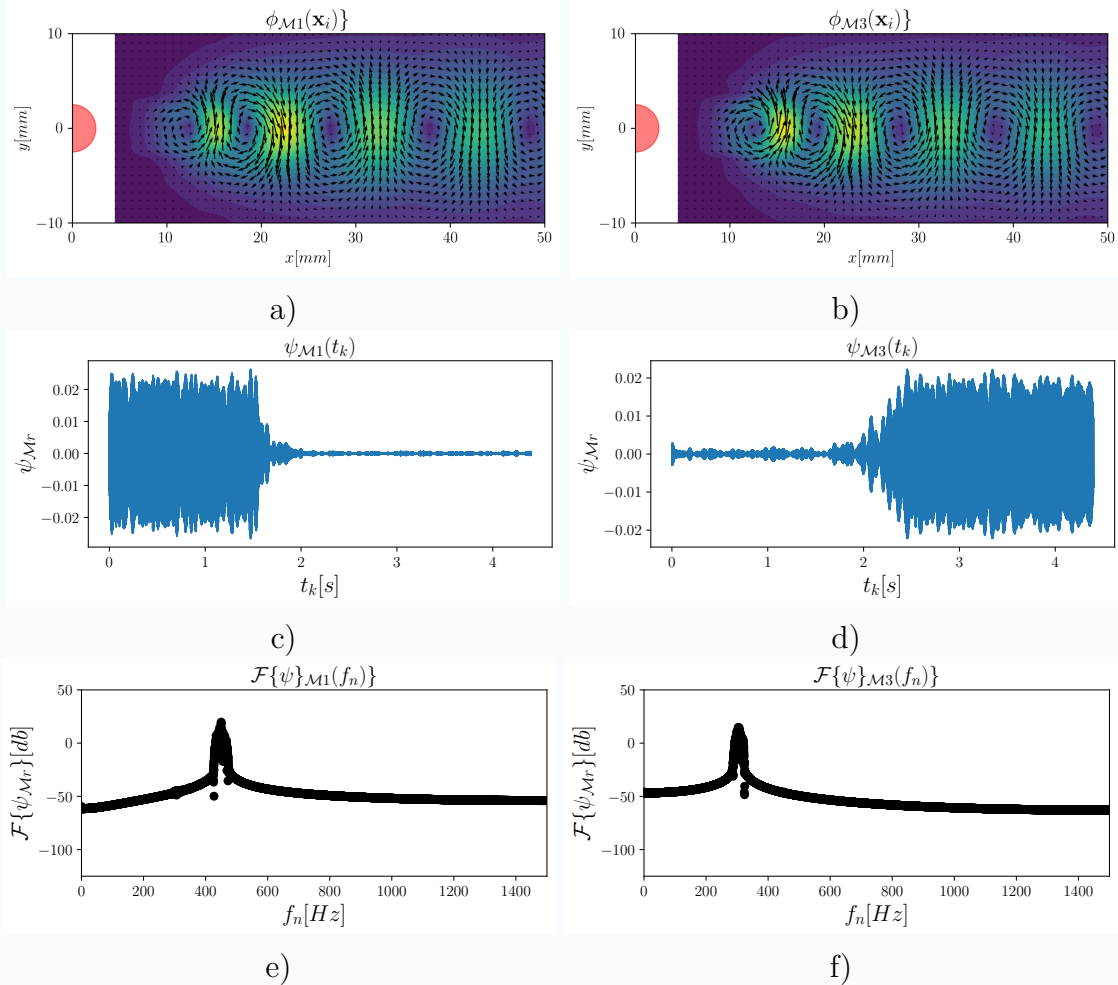 ϕ_ℳ1(𝐱_i)}
10
0
−10
y[mm]
0 10 20 30 40 50
x[mm]
a)
ϕ_ℳ3(𝐱_i)}
10
0
−10
y[mm]
0 10 20 30 40 50
x[mm]
b)
ψ_ℳ1(t_k)
0.02
0.01
0.00
−0.01
−0.02
ψ_ℳr
0 1 2 3 4
t_k[s]
c)
ψ_ℳ3(t_k)
0.02
0.01
0.00
−0.01
−0.02
ψ_ℳr
0 1 2 3 4
t_k[s]
d)
ℱ{ψ}_ℳ1(f_n)}
50
0
−50
−100
ℱ{ψ_ℳr}[db]
0 200 400 600 800 1000 1200 1400
f_n[Hz]
e)
ℱ{ψ}_ℳ3(f_n)}
50
0
−50
−100
ℱ{ψ_ℳr}[db]
0 200 400 600 800 1000 1200 1400
f_n[Hz]
f)